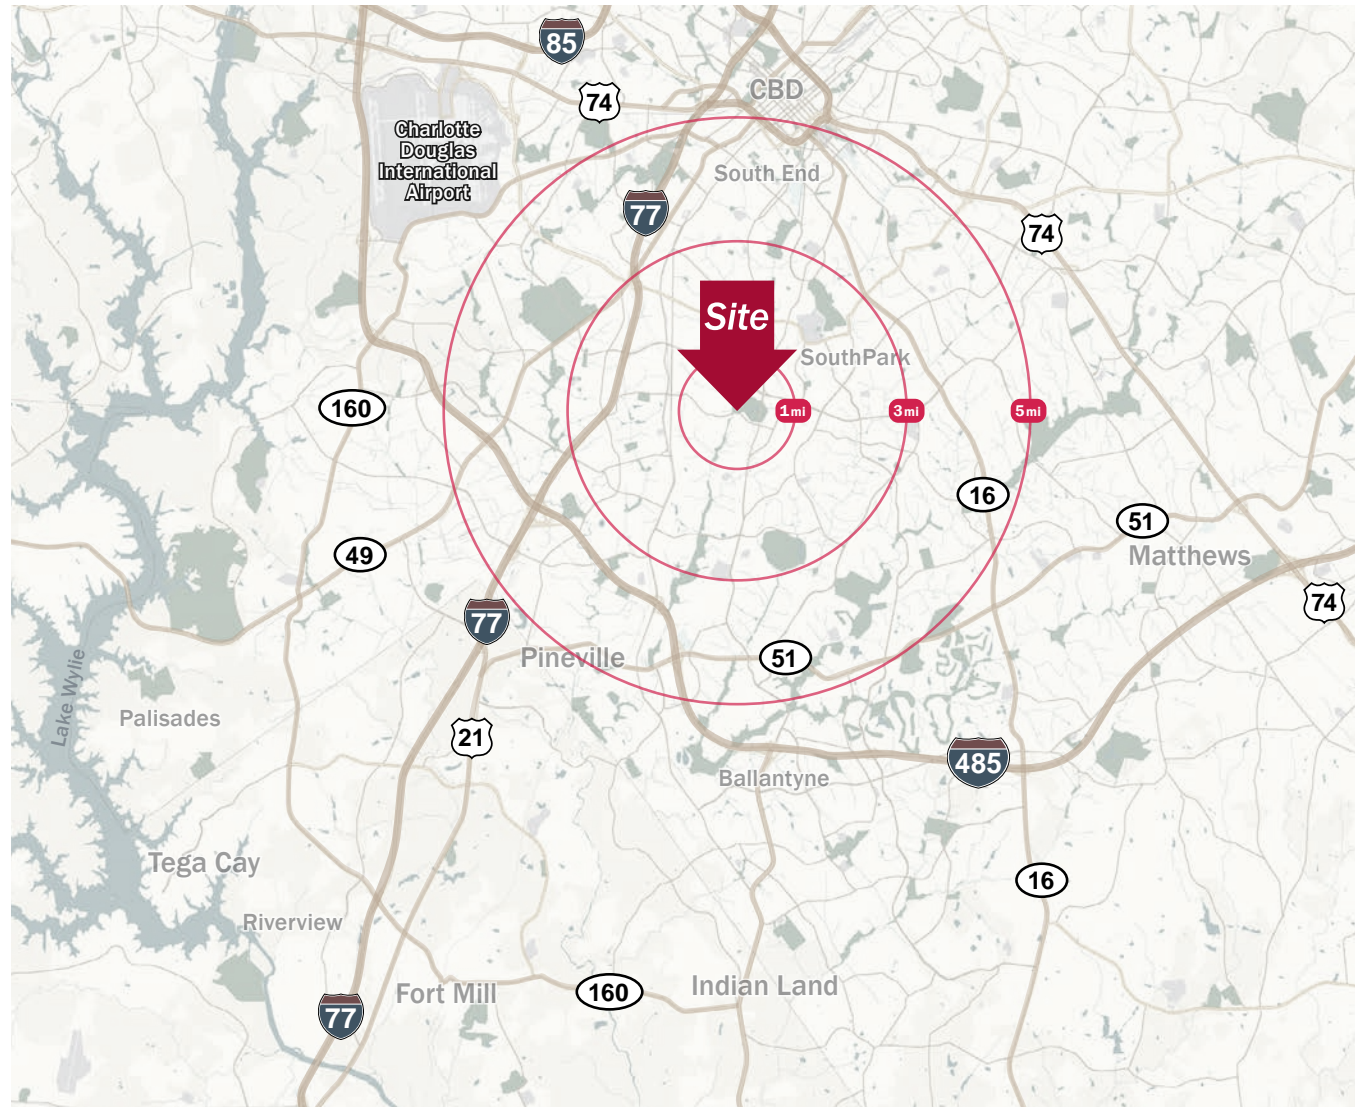 85
CBD
74
Charlotte
Douglas
International
Airport
South End
77
74
Site
SouthPark
160
1mi
3mi
5mi
16
51
49
Matthews
74
77
Pineville
51
Lake Wylie
Palisades
21
485
Ballantyne
Tega Cay
16
Riverview
Fort Mill
160
Indian Land
77